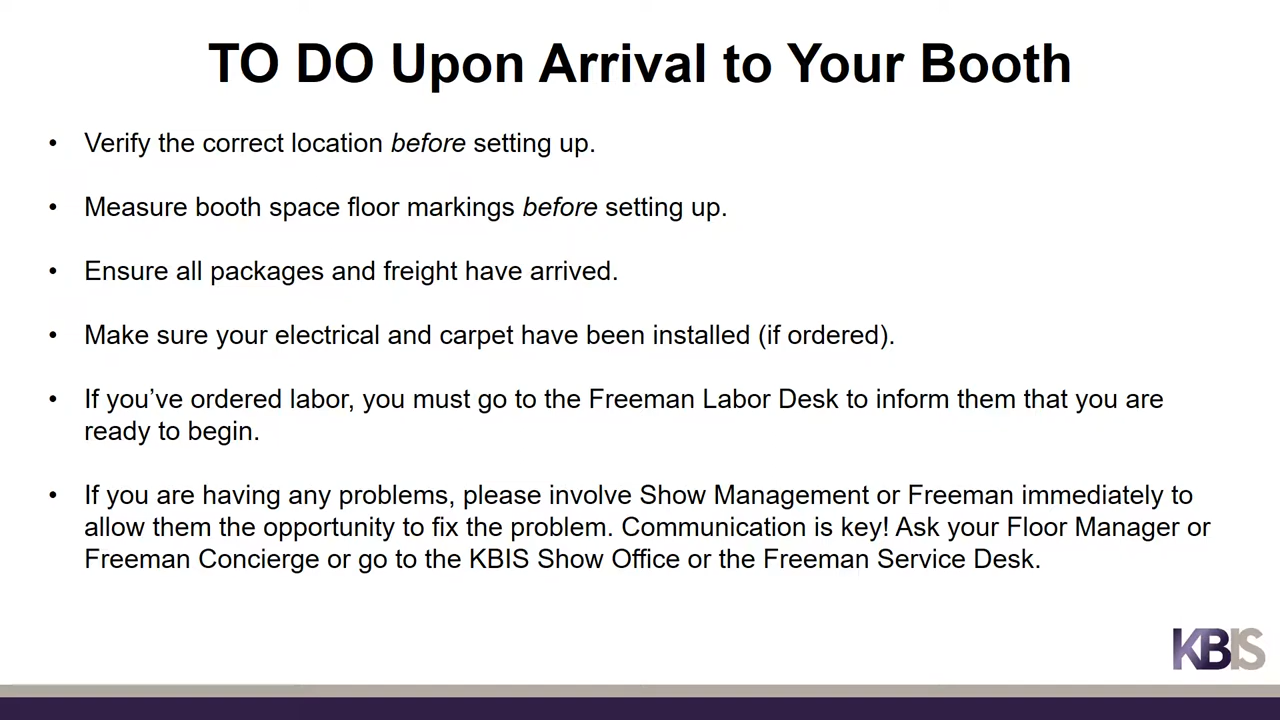 TO DO Upon Arrival to Your Booth
• Verify the correct location before setting up.
• Measure booth space floor markings before setting up.
• Ensure all packages and freight have arrived.
• Make sure your electrical and carpet have been installed (if ordered).
• If you’ve ordered labor, you must go to the Freeman Labor Desk to inform them that you are
ready to begin.
• If you are having any problems, please involve Show Management or Freeman immediately to
allow them the opportunity to fix the problem. Communication is key! Ask your Floor Manager or
Freeman Concierge or go to the KBIS Show Office or the Freeman Service Desk.
KBIS